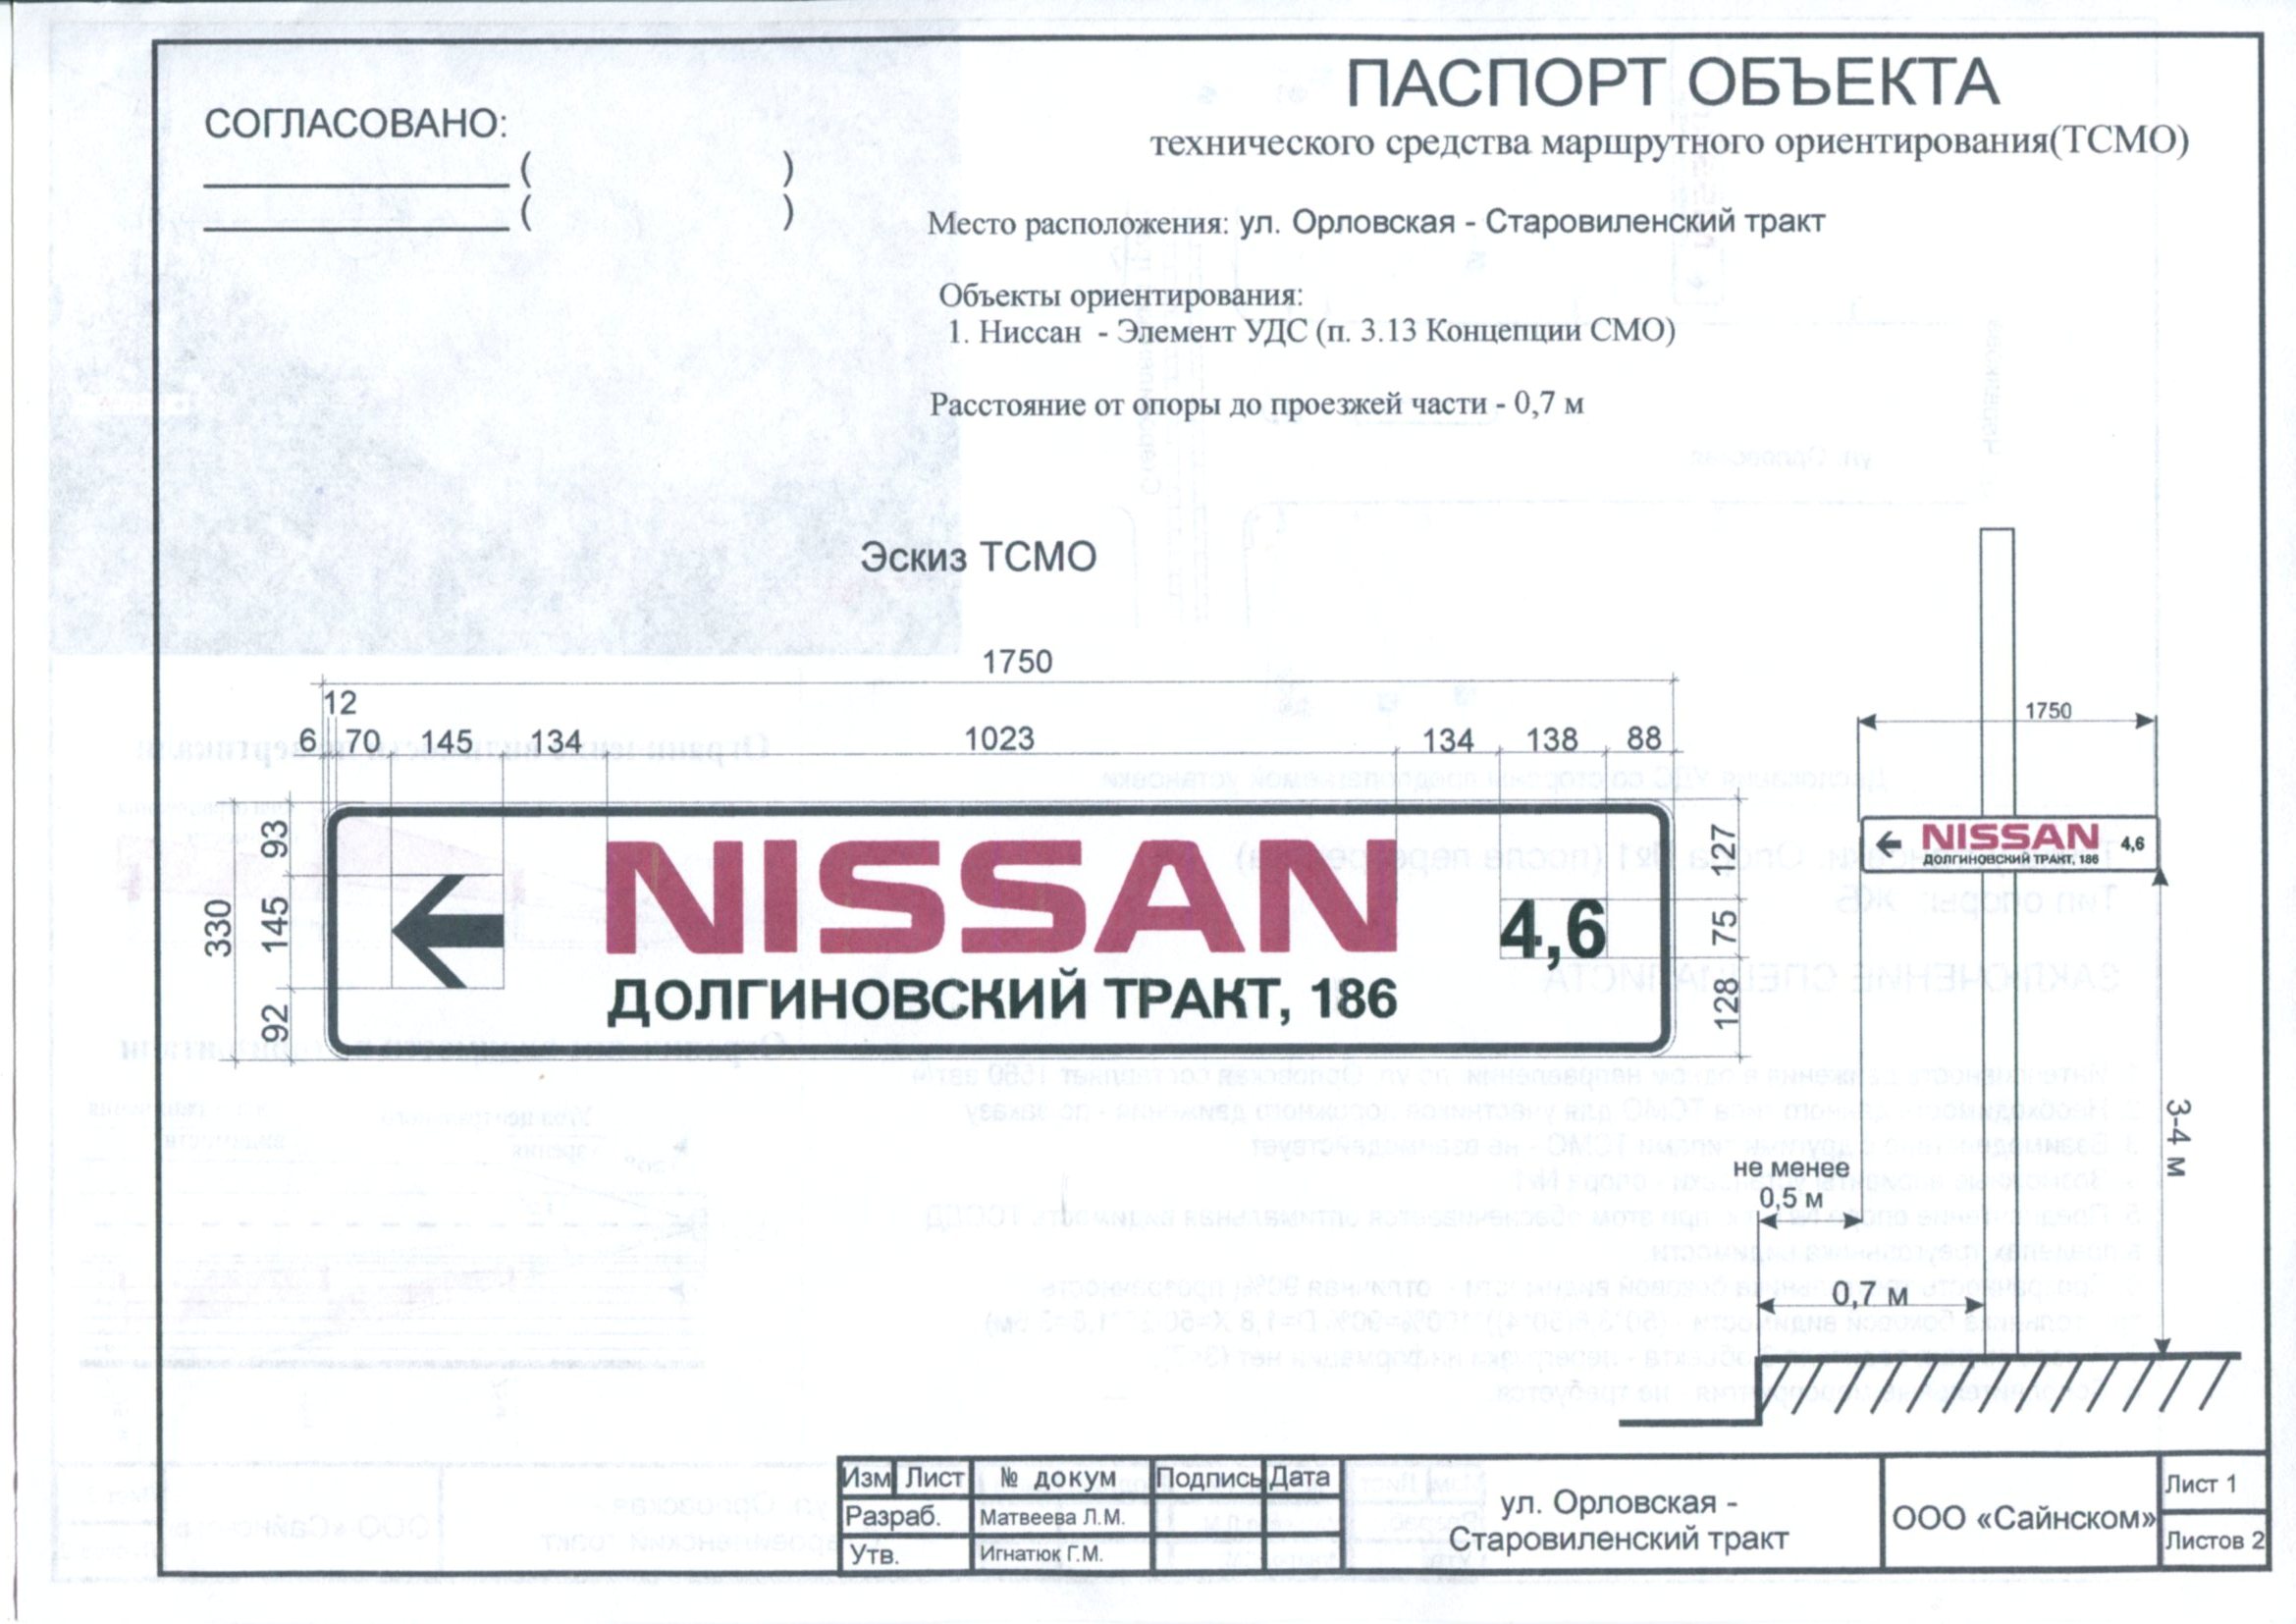 СОГЛАСОВАНО:
( )
( )
ПАСПОРТ ОБЪЕКТА
технического средства маршрутного ориентирования(ТСМО)
Место расположения: ул. Орловская - Старовиленский тракт
Объекты ориентирования:
1. Ниссан - Элемент УДС (п. 3.13 Концепции СМО)
Расстояние от опоры до проезжей части - 0,7 м
Эскиз ТСМО
1750
12
6 70 145 134 1023 134 138 88
330
93
145
92
NISSAN
4,6
ДОЛГИНОВСКИЙ ТРАКТ, 186
127
75
128
1750
NISSAN
ДОЛГИНОВСКИЙ ТРАКТ, 186
4,6
3-4 м
не менее
0,5 м
0,7 м
Изм Лист № докум Подпись Дата
Разраб. Матвеева Л.М.
Утв. Игнатюк Г.М.
ул. Орловская -
Старовиленский тракт
ООО «Сайнском»
Лист 1
Листов 2